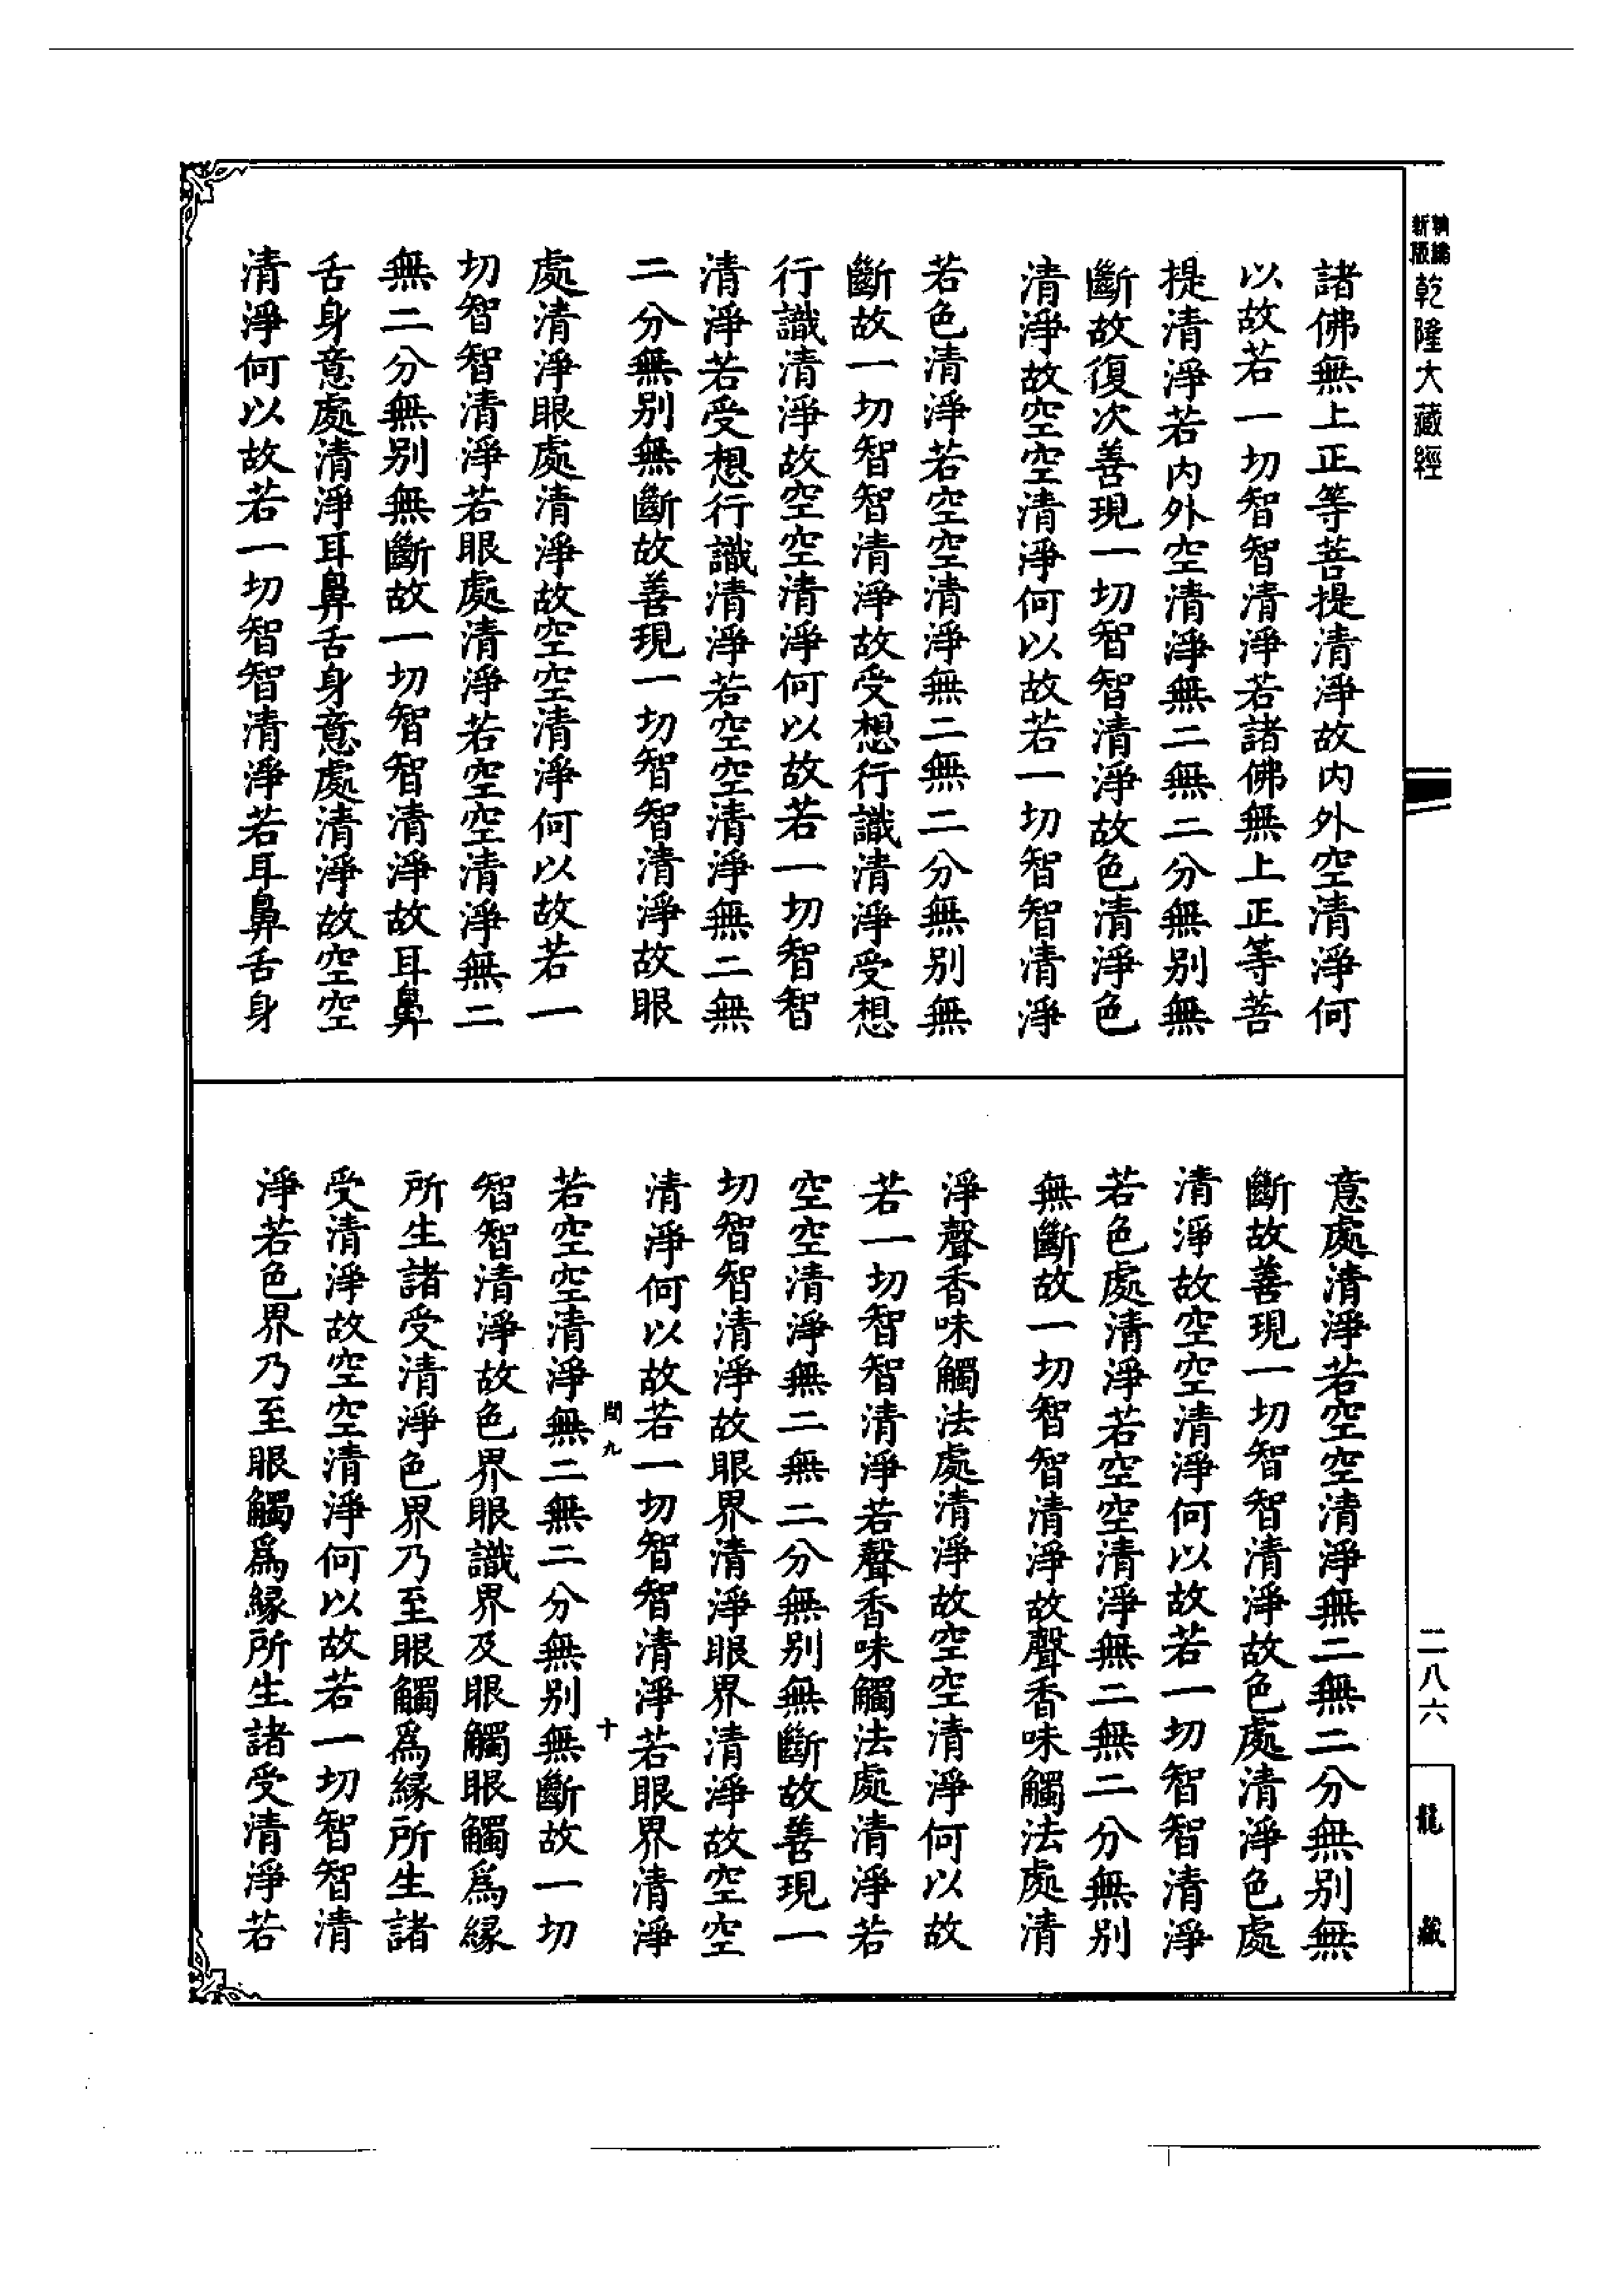 新編縮版乾隆大藏經
諸佛無上正等菩提清淨故内外空清淨何
以故若一切智智清淨若諸佛無上正等菩
提清淨若内外空清淨無二無二分無別無
斷故復次善現一切智智清淨故色清淨色
清淨故空空清淨何以故若一切智智清淨
若色清淨若空空清淨無二無二分無別無
斷故一切智智清淨故受想行識清淨受想
行識清淨故空空清淨何以故若一切智智
清淨若受想行識清淨若空空清淨無二無
二分無別無斷故善現一切智智清淨故眼
處清淨眼處清淨故空空清淨何以故若一
切智智清淨若眼處清淨若空空清淨無二
無二分無別無斷故一切智智清淨故耳鼻
舌身意處清淨耳鼻舌身意處清淨故空空
清淨何以故若一切智智清淨若耳鼻舌身
意處清淨若空空清淨無二無二分無別無
斷故善現一切智智清淨故色處清淨色處
清淨故空空清淨何以故若一切智智清淨
若色處清淨若空空清淨無二無二分無別
無斷故一切智智清淨故聲香味觸法處清
淨聲香味觸法處清淨故空空清淨何以故
若一切智智清淨若聲香味觸法處清淨若
空空清淨無二無二分無別無斷故善現一
切智智清淨故眼界清淨眼界清淨故空空
清淨何以故若一切智智清淨若眼界清淨
閏九 十
若空空清淨無二無二分無別無斷故一切
智智清淨故色界眼識界及眼觸眼觸爲緣
所生諸受清淨色界乃至眼觸爲緣所生諸
受清淨故空空清淨何以故若一切智智清
淨若色界乃至眼觸爲緣所生諸受清淨若
二八六
龍藏